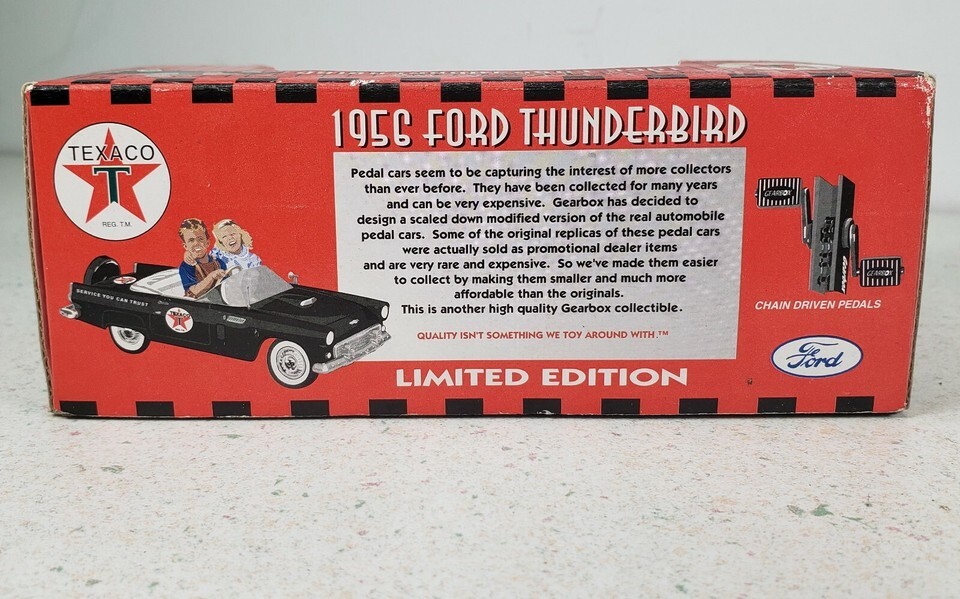 1956 FORD THUNDERBIRD
TEXACO
T
REG. T.M.
Pedal cars seem to be capturing the interest of more collectors
than ever before. They have been collected for many years
and can be very expensive. Gearbox has decided to
design a scaled down modified version of the real automobile
pedal cars. Some of the original replicas of these pedal cars
were actually sold as promotional dealer items
and are very rare and expensive. So we've made them easier
to collect by making them smaller and much more
affordable than the originals.
This is another high quality Gearbox collectible.
QUALITY ISN'T SOMETHING WE TOY AROUND WITH.™
LIMITED EDITION
SERVICE YOU CAN TRUST
TEXACO
GEARBOX
GEARBOX
CHAIN DRIVEN PEDALS
Ford